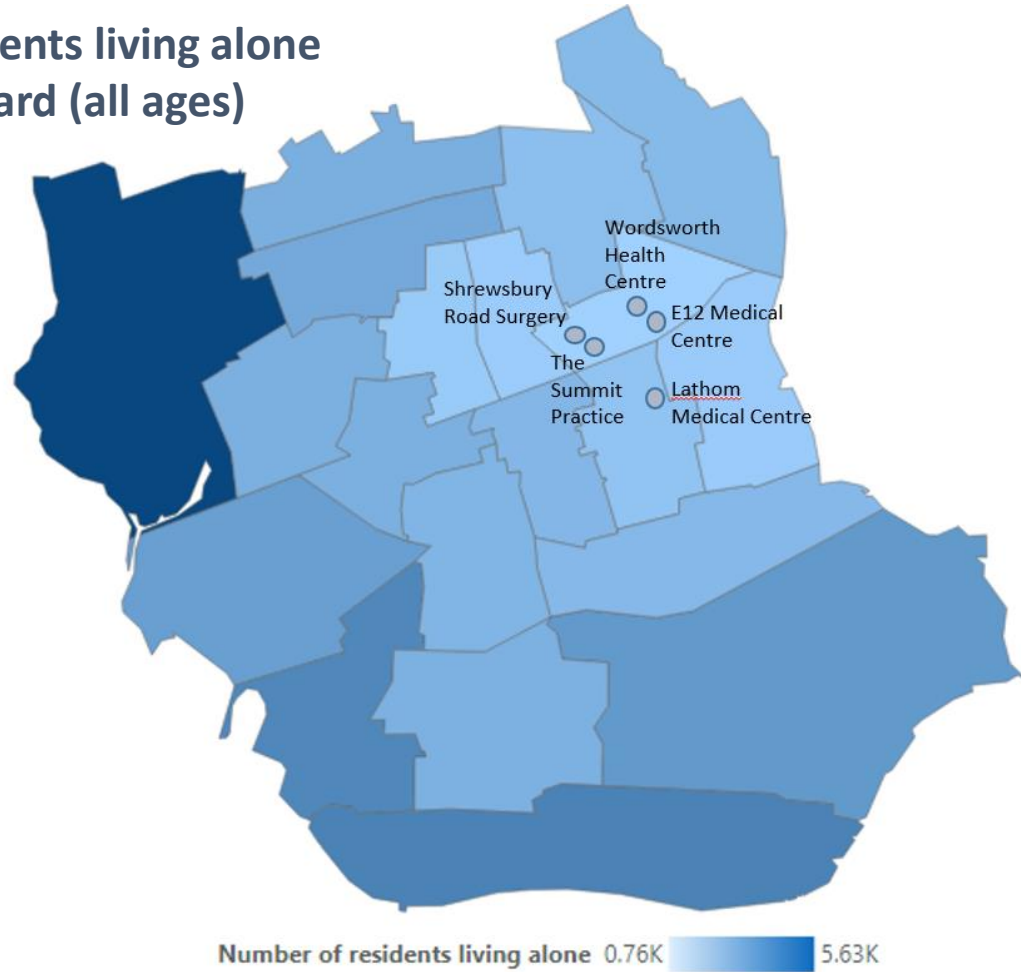 ents living alone
ard (all ages)
Wordsworth
Health
Centre
Shrewsbury
Road Surgery
E12 Medical
Centre
The
Summit
Practice
Lathom
Medical Centre
Number of residents living alone 0.76K 5.63K